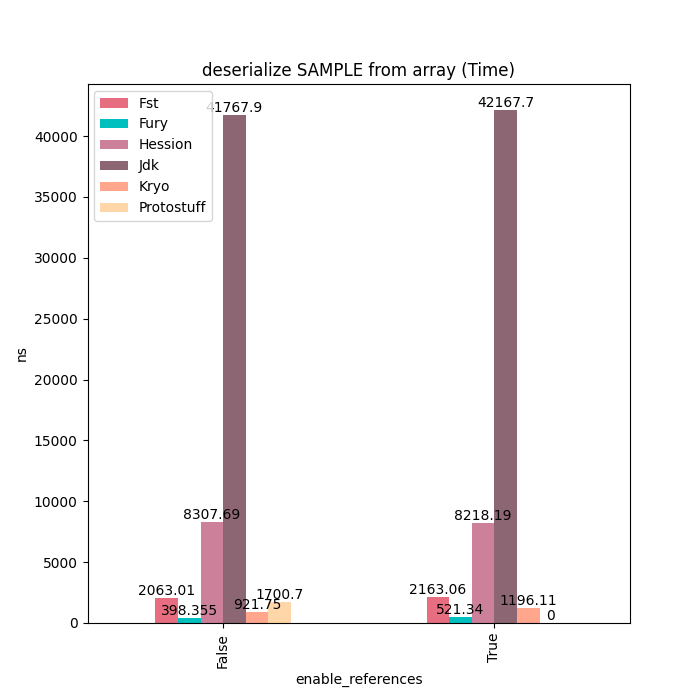 deserialize SAMPLE from array (Time)
Fst
Fury
Hession
Jdk
Kryo
Protostuff
41767.9
42167.7
40000
35000
30000
25000
20000
15000
10000
5000
0
ns
8307.69
8218.19
2063.01
398.355
921.75
1700.7
2163.06
521.34
1196.11
0
False
True
enable_references